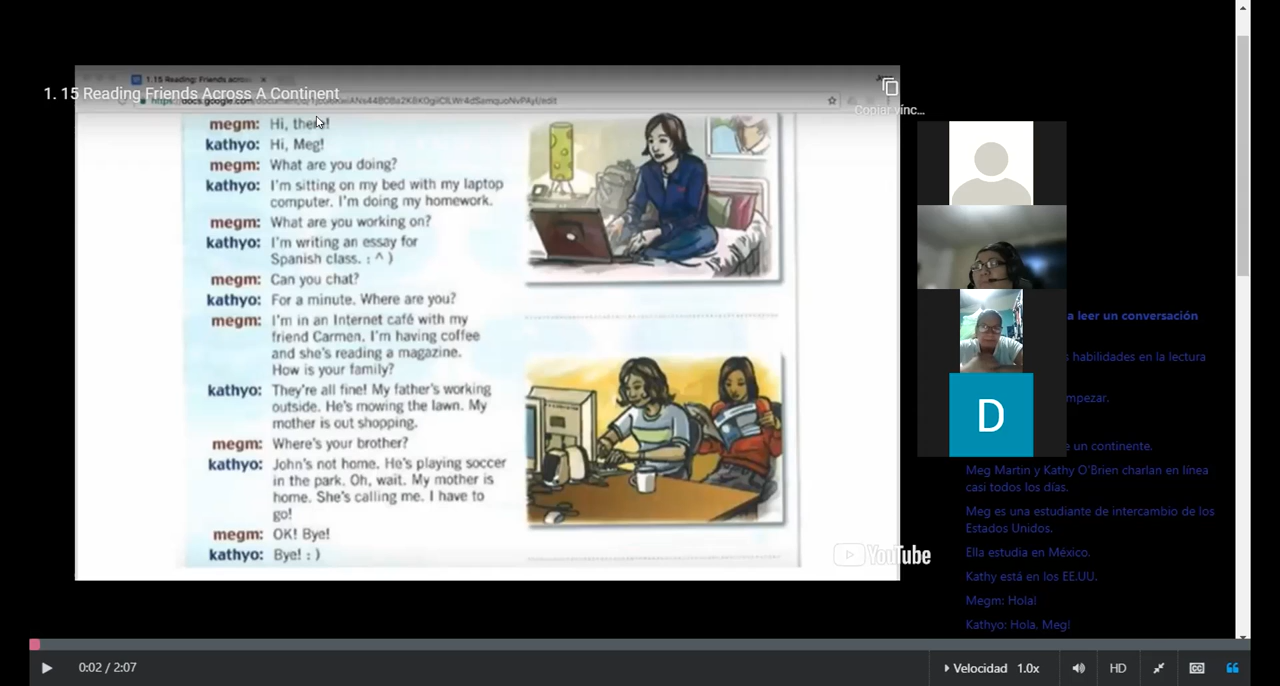 1.15 Reading: Friends across
1. 15 Reading Friends Across A Continent
Copiar vínc...
megm: Hi, there!
kathyo: Hi, Meg!
megm: What are you doing?
kathyo: I'm sitting on my bed with my laptop
computer. I'm doing my homework.
megm: What are you working on?
kathyo: I'm writing an essay for
Spanish class. : ^ )
megm: Can you chat?
kathyo: For a minute. Where are you?
megm: I'm in an Internet café with my
friend Carmen. I'm having coffee
and she's reading a magazine.
How is your family?
kathyo: They're all fine! My father's working
outside. He's mowing the lawn. My
mother is out shopping.
megm: Where's your brother?
kathyo: John's not home. He's playing soccer
in the park. Oh, wait. My mother is
home. She's calling me. I have to
go!
megm: OK! Bye!
kathyo: Bye! : )
YouTube
D
a leer un conversación
habilidades en la lectura
mpezar.
e un continente.
Meg Martin y Kathy O'Brien charlan en línea
casi todos los días.
Meg es una estudiante de intercambio de los
Estados Unidos.
Ella estudia en México.
Kathy está en los EE.UU.
Megm: Hola!
Kathyo: Hola, Meg!
0:02 / 2:07
Velocidad 1.0x
HD
CC